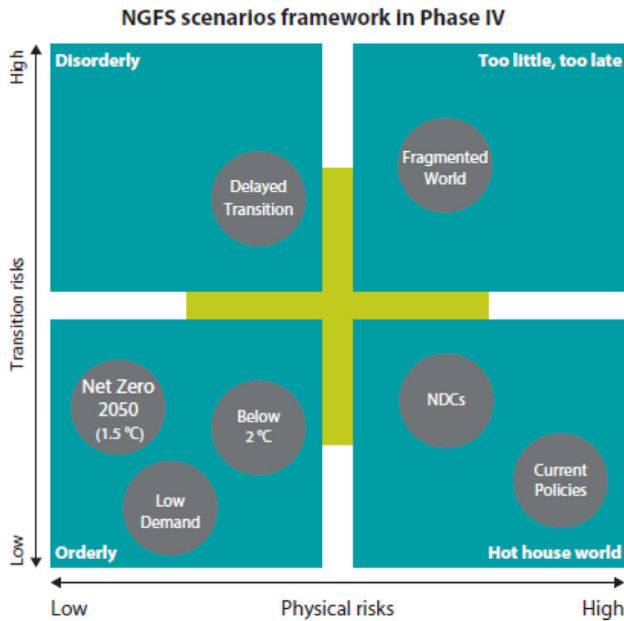 NGFS scenarios framework in Phase IV
High
Disorderly
Too little, too late
Delayed
Transition
Fragmented
World
Transition risks
Net Zero
2050
(1.5 °C)
Below
2 °C
Low
Demand
NDCs
Current
Policies
Low
Orderly
Hot house world
Low
Physical risks
High